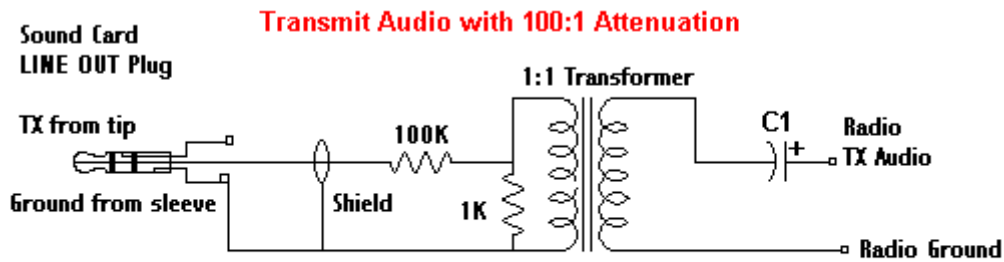 Transmit Audio with 100:1 Attenuation
Sound Card
LINE OUT Plug
1:1 Transformer
TX from tip
100K
C1
Radio
TX Audio
+
Ground from sleeve
Shield
1K
Radio Ground